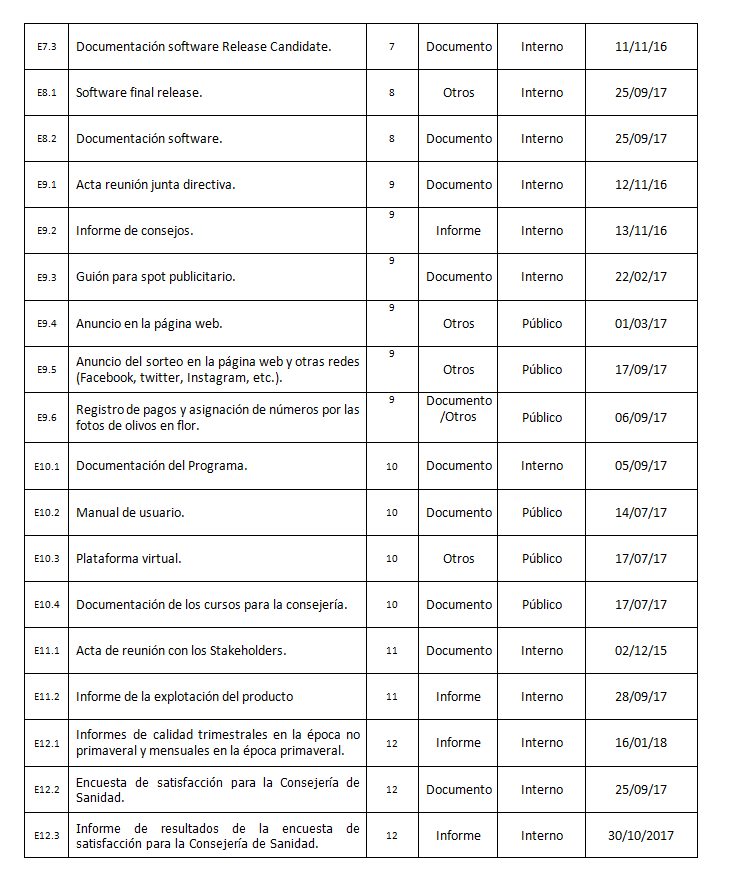 E7.3 Documentación software Release Candidate. 7 Documento Interno 11/11/16
E8.1 Software final release. 8 Otros Interno 25/09/17
E8.2 Documentación software. 8 Documento Interno 25/09/17
E9.1 Acta reunión junta directiva. 9 Documento Interno 12/11/16
E9.2 Informe de consejos. 9 Informe Interno 13/11/16
E9.3 Guión para spot publicitario. 9 Documento Interno 22/02/17
E9.4 Anuncio en la página web. 9 Otros Público 01/03/17
E9.5 Anuncio del sorteo en la página web y otras redes
(Facebook, twitter, Instagram, etc.). 9 Otros Público 17/09/17
E9.6 Registro de pagos y asignación de números por las
fotos de olivos en flor. 9 Documento
/Otros Público 06/09/17
E10.1 Documentación del Programa. 10 Documento Interno 05/09/17
E10.2 Manual de usuario. 10 Documento Público 14/07/17
E10.3 Plataforma virtual. 10 Otros Público 17/07/17
E10.4 Documentación de los cursos para la consejería. 10 Documento Público 17/07/17
E11.1 Acta de reunión con los Stakeholders. 11 Documento Interno 02/12/15
E11.2 Informe de la explotación del producto 11 Informe Interno 28/09/17
E12.1 Informes de calidad trimestrales en la época no
primaveral y mensuales en la época primaveral. 12 Informe Interno 16/01/18
E12.2 Encuesta de satisfacción para la Consejería de
Sanidad. 12 Documento Interno 25/09/17
E12.3 Informe de resultados de la encuesta de
satisfacción para la Consejería de Sanidad. 12 Informe Interno 30/10/2017